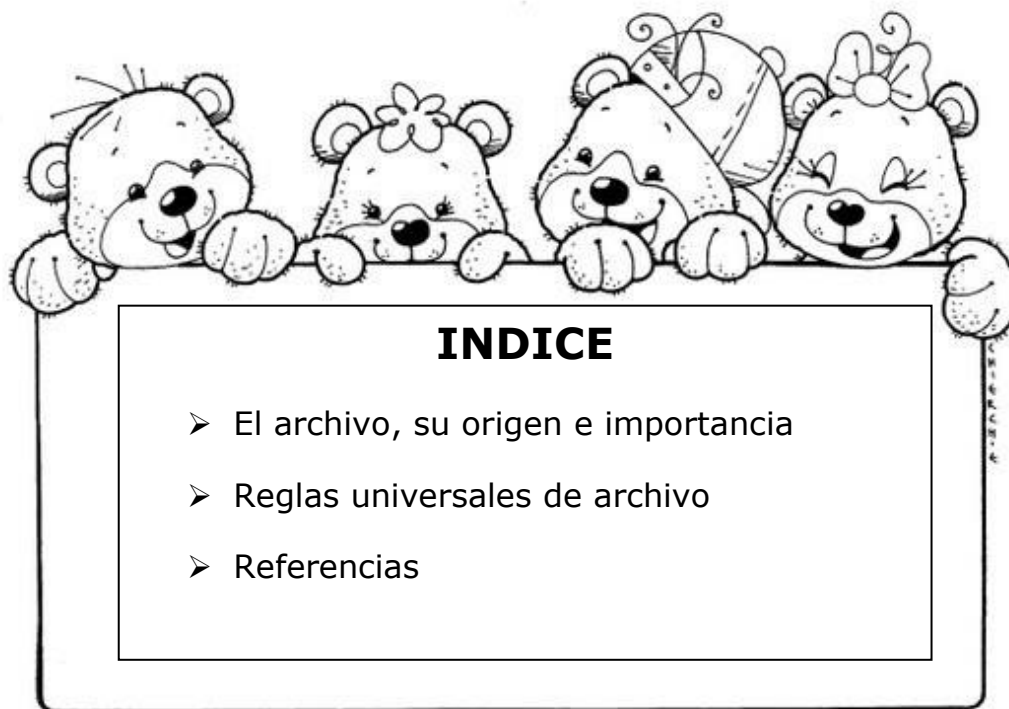 INDICE
➢ El archivo, su origen e importancia
➢ Reglas universales de archivo
➢ Referencias